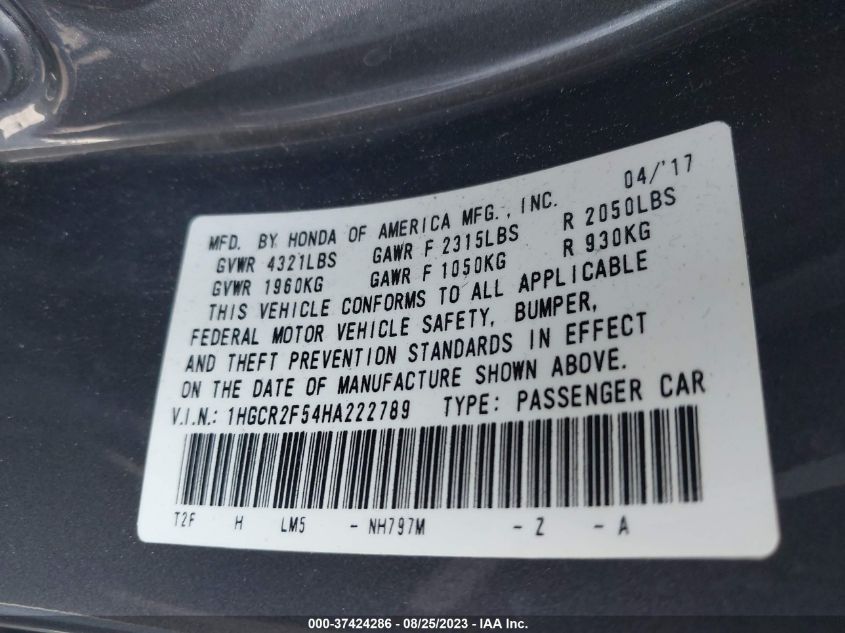 04/'17
MFD. BY HONDA OF AMERICA MFG., INC.
GVWR 4321LBS GAWR F 2315LBS R 2050LBS
GVWR 1960KG GAWR F 1050KG R 930KG
THIS VEHICLE CONFORMS TO ALL APPLICABLE
FEDERAL MOTOR VEHICLE SAFETY, BUMPER,
AND THEFT PREVENTION STANDARDS IN EFFECT
ON THE DATE OF MANUFACTURE SHOWN ABOVE.
V.I.N.: 1HGCR2F54HA222789 TYPE: PASSENGER CAR
T2F H LM5 - NH797M - Z - A
000-37424286 - 08/25/2023 - IAA Inc.